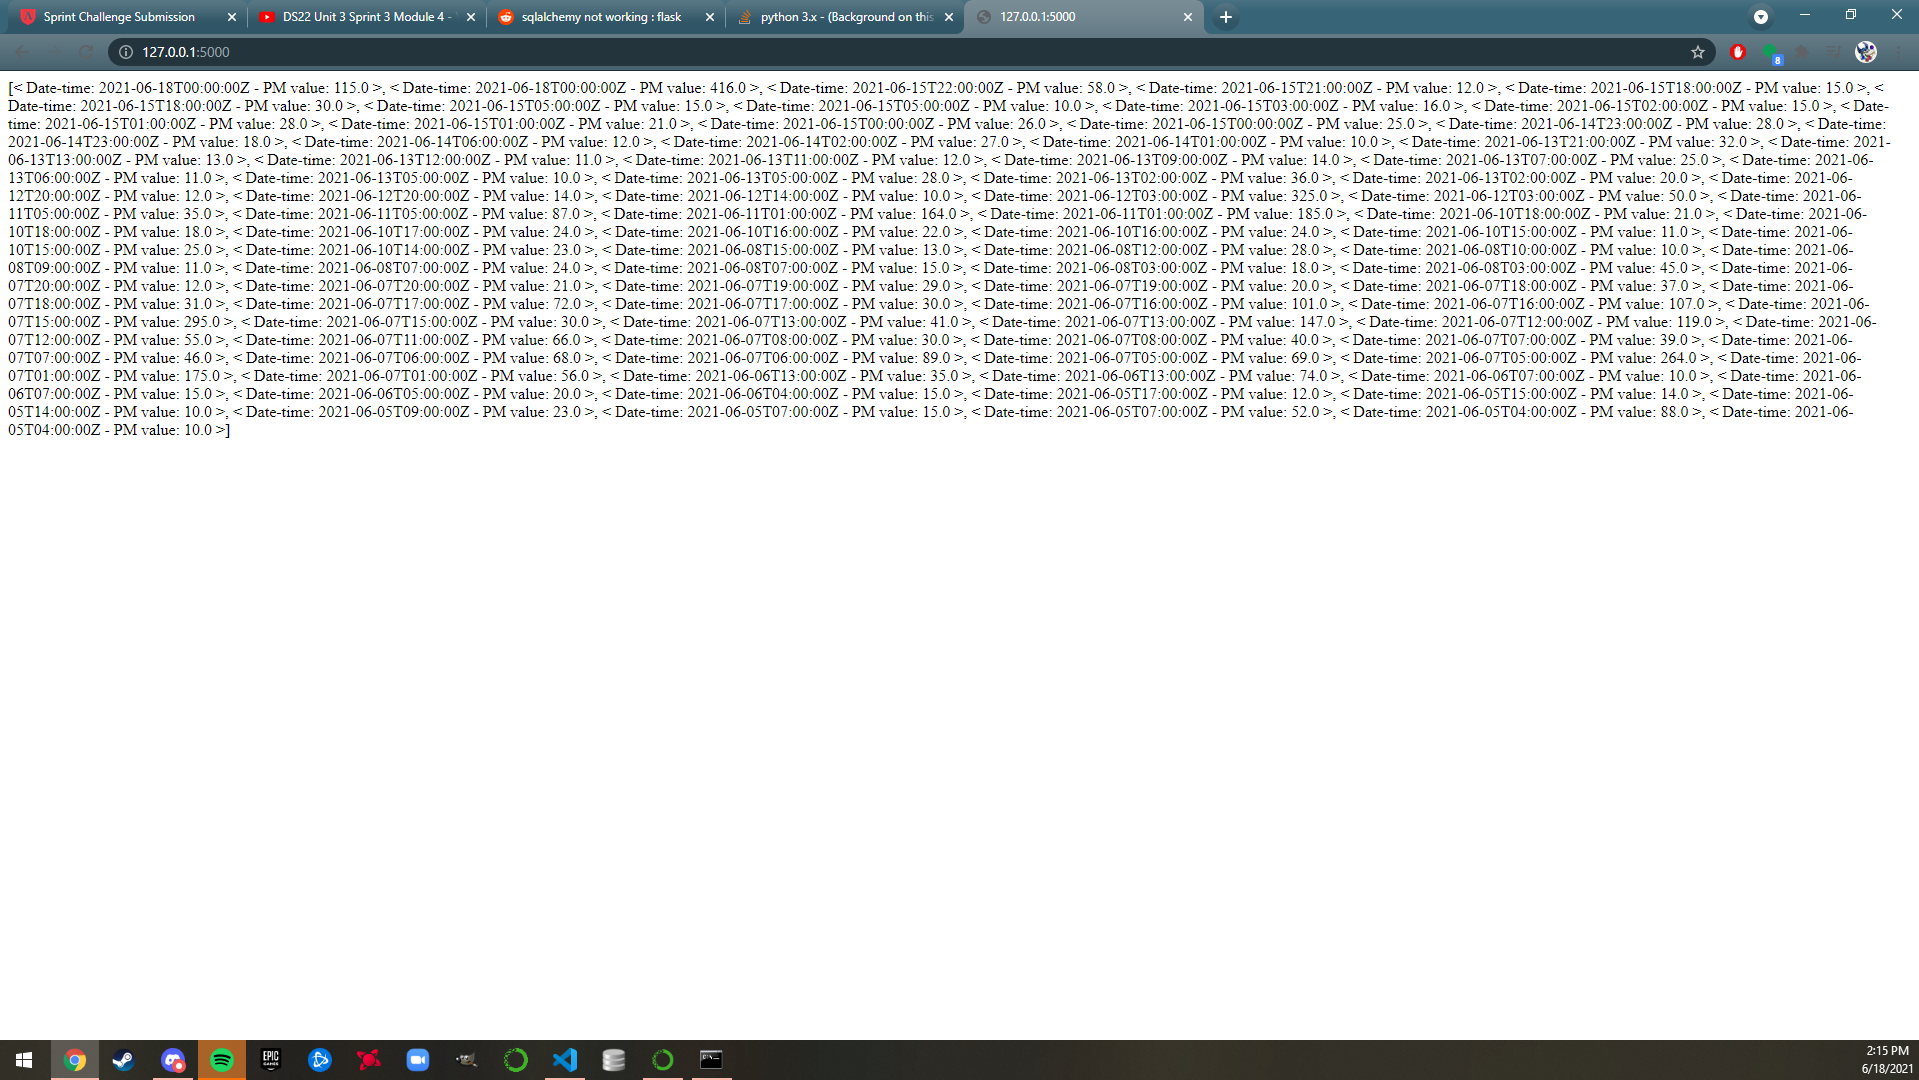 Sprint Challenge Submission
DS22 Unit 3 Sprint 3 Module 4 -
sqlalchemy not working : flask
python 3.x - (Background on this
127.0.0.1:5000
127.0.0.1:5000
8
[< Date-time: 2021-06-18T00:00:00Z - PM value: 115.0 >, < Date-time: 2021-06-18T00:00:00Z - PM value: 416.0 >, < Date-time: 2021-06-15T22:00:00Z - PM value: 58.0 >, < Date-time: 2021-06-15T21:00:00Z - PM value: 12.0 >, < Date-time: 2021-06-15T18:00:00Z - PM value: 15.0 >, <
Date-time: 2021-06-15T18:00:00Z - PM value: 30.0 >, < Date-time: 2021-06-15T05:00:00Z - PM value: 15.0 >, < Date-time: 2021-06-15T05:00:00Z - PM value: 10.0 >, < Date-time: 2021-06-15T03:00:00Z - PM value: 16.0 >, < Date-time: 2021-06-15T02:00:00Z - PM value: 15.0 >, < Date-
time: 2021-06-15T01:00:00Z - PM value: 28.0 >, < Date-time: 2021-06-15T01:00:00Z - PM value: 21.0 >, < Date-time: 2021-06-15T00:00:00Z - PM value: 26.0 >, < Date-time: 2021-06-15T00:00:00Z - PM value: 25.0 >, < Date-time: 2021-06-14T23:00:00Z - PM value: 28.0 >, < Date-time:
2021-06-14T23:00:00Z - PM value: 18.0 >, < Date-time: 2021-06-14T06:00:00Z - PM value: 12.0 >, < Date-time: 2021-06-14T02:00:00Z - PM value: 27.0 >, < Date-time: 2021-06-14T01:00:00Z - PM value: 10.0 >, < Date-time: 2021-06-13T21:00:00Z - PM value: 32.0 >, < Date-time: 2021-
06-13T13:00:00Z - PM value: 13.0 >, < Date-time: 2021-06-13T12:00:00Z - PM value: 11.0 >, < Date-time: 2021-06-13T11:00:00Z - PM value: 12.0 >, < Date-time: 2021-06-13T09:00:00Z - PM value: 14.0 >, < Date-time: 2021-06-13T07:00:00Z - PM value: 25.0 >, < Date-time: 2021-06-
13T06:00:00Z - PM value: 11.0 >, < Date-time: 2021-06-13T05:00:00Z - PM value: 10.0 >, < Date-time: 2021-06-13T05:00:00Z - PM value: 28.0 >, < Date-time: 2021-06-13T02:00:00Z - PM value: 36.0 >, < Date-time: 2021-06-13T02:00:00Z - PM value: 20.0 >, < Date-time: 2021-06-
12T20:00:00Z - PM value: 12.0 >, < Date-time: 2021-06-12T20:00:00Z - PM value: 14.0 >, < Date-time: 2021-06-12T14:00:00Z - PM value: 10.0 >, < Date-time: 2021-06-12T03:00:00Z - PM value: 325.0 >, < Date-time: 2021-06-12T03:00:00Z - PM value: 50.0 >, < Date-time: 2021-06-
11T05:00:00Z - PM value: 35.0 >, < Date-time: 2021-06-11T05:00:00Z - PM value: 87.0 >, < Date-time: 2021-06-11T01:00:00Z - PM value: 164.0 >, < Date-time: 2021-06-11T01:00:00Z - PM value: 185.0 >, < Date-time: 2021-06-10T18:00:00Z - PM value: 21.0 >, < Date-time: 2021-06-
10T18:00:00Z - PM value: 18.0 >, < Date-time: 2021-06-10T17:00:00Z - PM value: 24.0 >, < Date-time: 2021-06-10T16:00:00Z - PM value: 22.0 >, < Date-time: 2021-06-10T16:00:00Z - PM value: 24.0 >, < Date-time: 2021-06-10T15:00:00Z - PM value: 11.0 >, < Date-time: 2021-06-
10T15:00:00Z - PM value: 25.0 >, < Date-time: 2021-06-10T14:00:00Z - PM value: 23.0 >, < Date-time: 2021-06-08T15:00:00Z - PM value: 13.0 >, < Date-time: 2021-06-08T12:00:00Z - PM value: 28.0 >, < Date-time: 2021-06-08T10:00:00Z - PM value: 10.0 >, < Date-time: 2021-06-
08T09:00:00Z - PM value: 11.0 >, < Date-time: 2021-06-08T07:00:00Z - PM value: 24.0 >, < Date-time: 2021-06-08T07:00:00Z - PM value: 15.0 >, < Date-time: 2021-06-08T03:00:00Z - PM value: 18.0 >, < Date-time: 2021-06-08T03:00:00Z - PM value: 45.0 >, < Date-time: 2021-06-
07T20:00:00Z - PM value: 12.0 >, < Date-time: 2021-06-07T20:00:00Z - PM value: 21.0 >, < Date-time: 2021-06-07T19:00:00Z - PM value: 29.0 >, < Date-time: 2021-06-07T19:00:00Z - PM value: 20.0 >, < Date-time: 2021-06-07T18:00:00Z - PM value: 37.0 >, < Date-time: 2021-06-
07T18:00:00Z - PM value: 31.0 >, < Date-time: 2021-06-07T17:00:00Z - PM value: 72.0 >, < Date-time: 2021-06-07T17:00:00Z - PM value: 30.0 >, < Date-time: 2021-06-07T16:00:00Z - PM value: 101.0 >, < Date-time: 2021-06-07T16:00:00Z - PM value: 107.0 >, < Date-time: 2021-06-
07T15:00:00Z - PM value: 295.0 >, < Date-time: 2021-06-07T15:00:00Z - PM value: 30.0 >, < Date-time: 2021-06-07T13:00:00Z - PM value: 41.0 >, < Date-time: 2021-06-07T13:00:00Z - PM value: 147.0 >, < Date-time: 2021-06-07T12:00:00Z - PM value: 119.0 >, < Date-time: 2021-06-
07T12:00:00Z - PM value: 55.0 >, < Date-time: 2021-06-07T11:00:00Z - PM value: 66.0 >, < Date-time: 2021-06-07T08:00:00Z - PM value: 30.0 >, < Date-time: 2021-06-07T08:00:00Z - PM value: 40.0 >, < Date-time: 2021-06-07T07:00:00Z - PM value: 39.0 >, < Date-time: 2021-06-
07T07:00:00Z - PM value: 46.0 >, < Date-time: 2021-06-07T06:00:00Z - PM value: 68.0 >, < Date-time: 2021-06-07T06:00:00Z - PM value: 89.0 >, < Date-time: 2021-06-07T05:00:00Z - PM value: 69.0 >, < Date-time: 2021-06-07T05:00:00Z - PM value: 264.0 >, < Date-time: 2021-06-
07T01:00:00Z - PM value: 175.0 >, < Date-time: 2021-06-07T01:00:00Z - PM value: 56.0 >, < Date-time: 2021-06-06T13:00:00Z - PM value: 35.0 >, < Date-time: 2021-06-06T13:00:00Z - PM value: 74.0 >, < Date-time: 2021-06-06T07:00:00Z - PM value: 10.0 >, < Date-time: 2021-06-
06T07:00:00Z - PM value: 15.0 >, < Date-time: 2021-06-06T05:00:00Z - PM value: 20.0 >, < Date-time: 2021-06-06T04:00:00Z - PM value: 15.0 >, < Date-time: 2021-06-05T17:00:00Z - PM value: 12.0 >, < Date-time: 2021-06-05T15:00:00Z - PM value: 14.0 >, < Date-time: 2021-06-
05T14:00:00Z - PM value: 10.0 >, < Date-time: 2021-06-05T09:00:00Z - PM value: 23.0 >, < Date-time: 2021-06-05T07:00:00Z - PM value: 15.0 >, < Date-time: 2021-06-05T07:00:00Z - PM value: 52.0 >, < Date-time: 2021-06-05T04:00:00Z - PM value: 88.0 >, < Date-time: 2021-06-
05T04:00:00Z - PM value: 10.0 >]
EPIC
GAMES
2:15 PM
6/18/2021